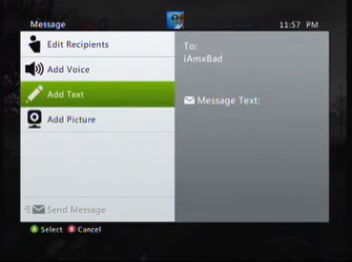 Message
11:57 PM
Edit Recipients
Add Voice
Add Text
Add Picture
Send Message
To:
iAmxBad
Message Text:
A Select B Cancel